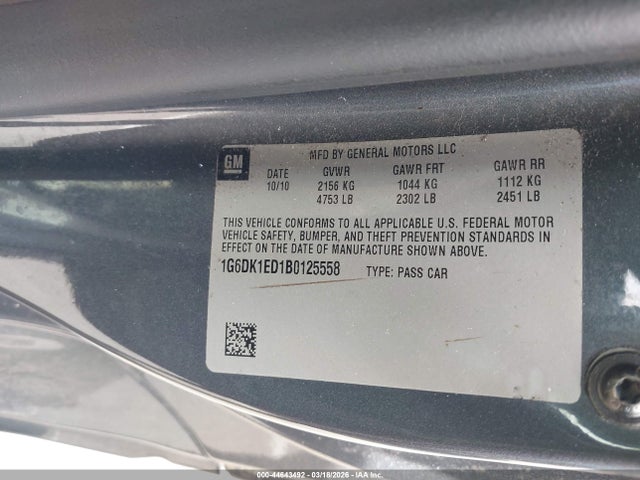 GM
MFD BY GENERAL MOTORS LLC
DATE GVWR GAWR FRT GAWR RR
10/10 2156 KG 1044 KG 1112 KG
4753 LB 2302 LB 2451 LB
THIS VEHICLE CONFORMS TO ALL APPLICABLE U.S. FEDERAL MOTOR
VEHICLE SAFETY, BUMPER, AND THEFT PREVENTION STANDARDS IN
EFFECT ON THE DATE OF MANUFACTURE SHOWN ABOVE.
1G6DK1ED1B0125558 TYPE: PASS CAR
000-44643492 - 03/18/2026 - IAA Inc.